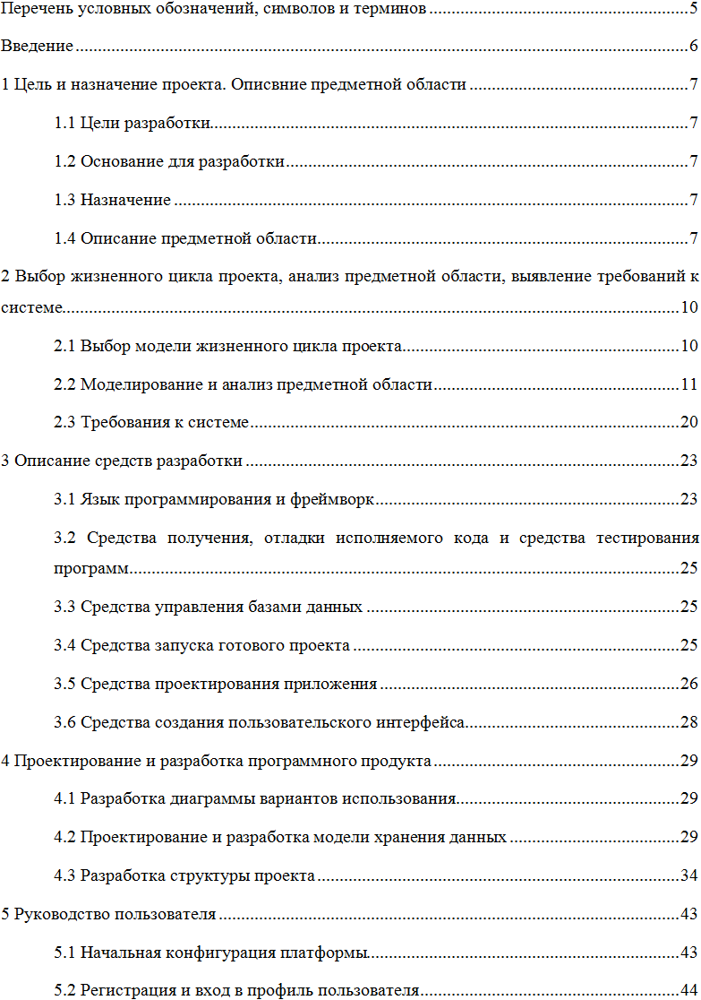 Перечень условных обозначений, символов и терминов ..... 5
Введение ..... 6
1 Цель и назначение проекта. Описвние предметной области ..... 7
1.1 Цели разработки ..... 7
1.2 Основание для разработки ..... 7
1.3 Назначение ..... 7
1.4 Описание предметной области ..... 7
2 Выбор жизненного цикла проекта, анализ предметной области, выявление требований к
системе ..... 10
2.1 Выбор модели жизненного цикла проекта ..... 10
2.2 Моделирование и анализ предметной области ..... 11
2.3 Требования к системе ..... 20
3 Описание средств разработки ..... 23
3.1 Язык программирования и фреймворк ..... 23
3.2 Средства получения, отладки исполняемого кода и средства тестирования
программ ..... 25
3.3 Средства управления базами данных ..... 25
3.4 Средства запуска готового проекта ..... 25
3.5 Средства проектирования приложения ..... 26
3.6 Средства создания пользовательского интерфейса ..... 28
4 Проектирование и разработка программного продукта ..... 29
4.1 Разработка диаграммы вариантов использования ..... 29
4.2 Проектирование и разработка модели хранения данных ..... 29
4.3 Разработка структуры проекта ..... 34
5 Руководство пользователя ..... 43
5.1 Начальная конфигурация платформы ..... 43
5.2 Регистрация и вход в профиль пользователя ..... 44